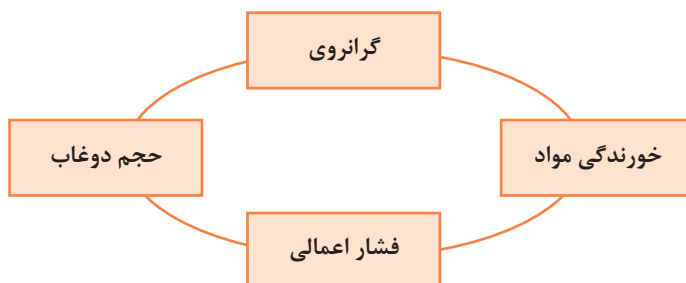 گرانروی
خورندگی مواد
حجم دوغاب
فشار اعمالی